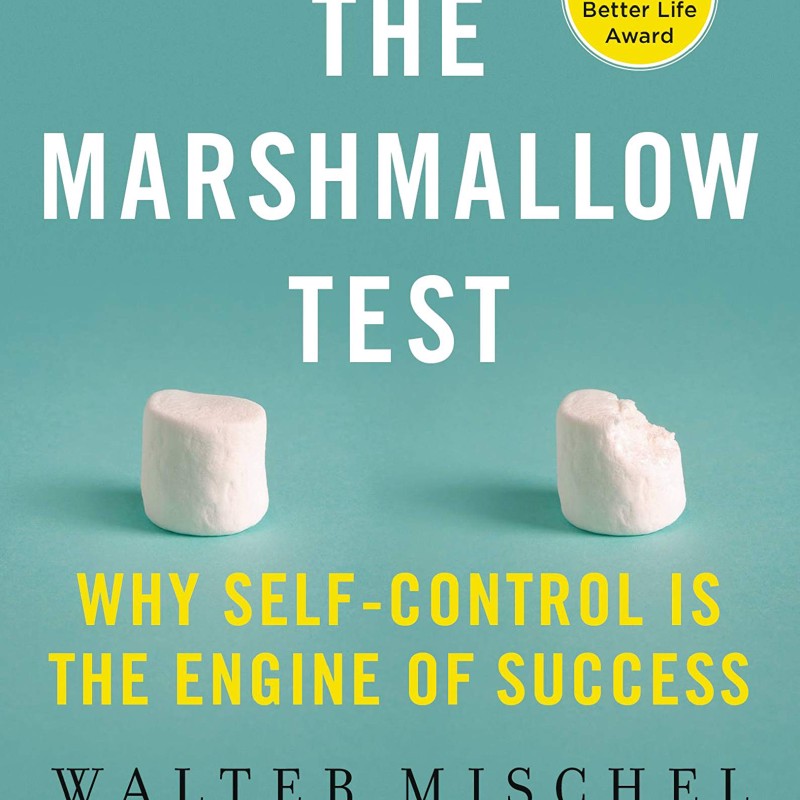 Better Life
Award
THE
MARSHMALLOW
TEST
WHY SELF-CONTROL IS
THE ENGINE OF SUCCESS
WALTER MISCHEL